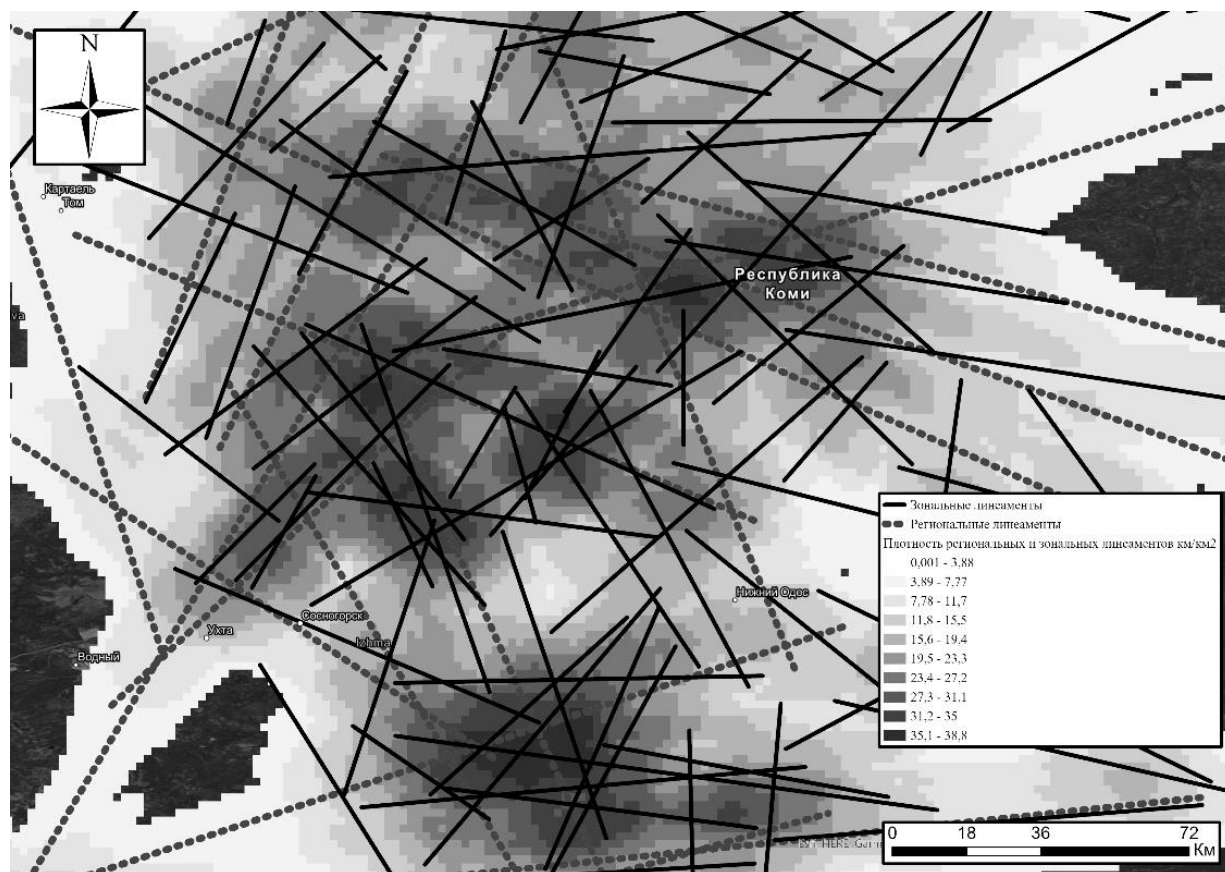 N
Картаель
Том
va
Республика
Коми
Нижний Одес
Сосногорск
Ухта
Izhma
Водный
Зональные линеаменты
Региональные линеаменты
Плотность региональных и зональных линеаментов км/км2
0,001 - 3,88
3,89 - 7,77
7,78 - 11,7
11,8 - 15,5
15,6 - 19,4
19,5 - 23,3
23,4 - 27,2
27,3 - 31,1
31,2 - 35
35,1 - 38,8
0 18 36 72
Км
HERE